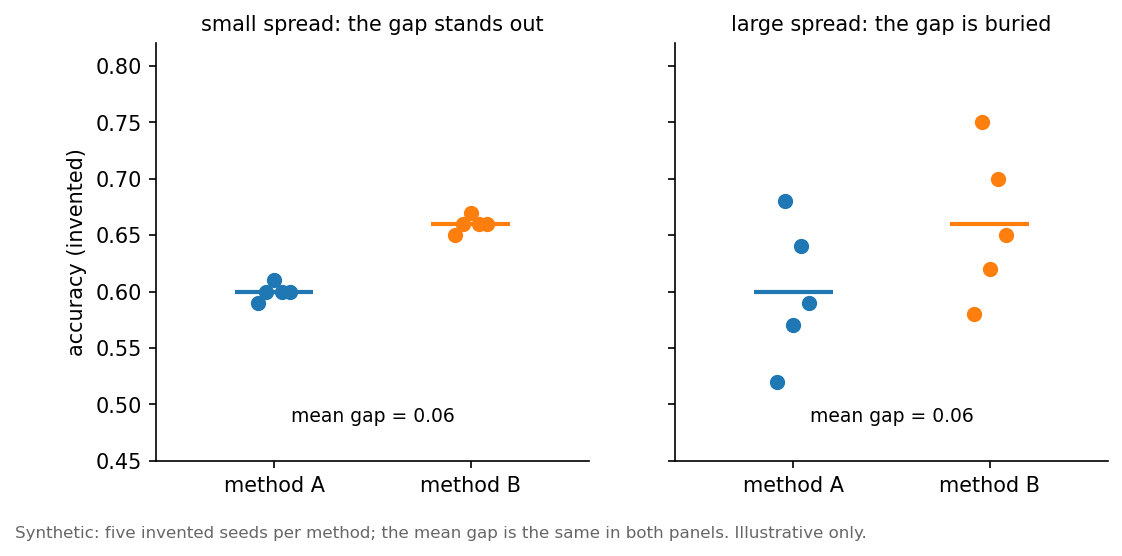 small spread: the gap stands out
large spread: the gap is buried
accuracy (invented)
0.80
0.75
0.70
0.65
0.60
0.55
0.50
0.45
mean gap = 0.06
mean gap = 0.06
method A
method B
method A
method B
Synthetic: five invented seeds per method; the mean gap is the same in both panels. Illustrative only.